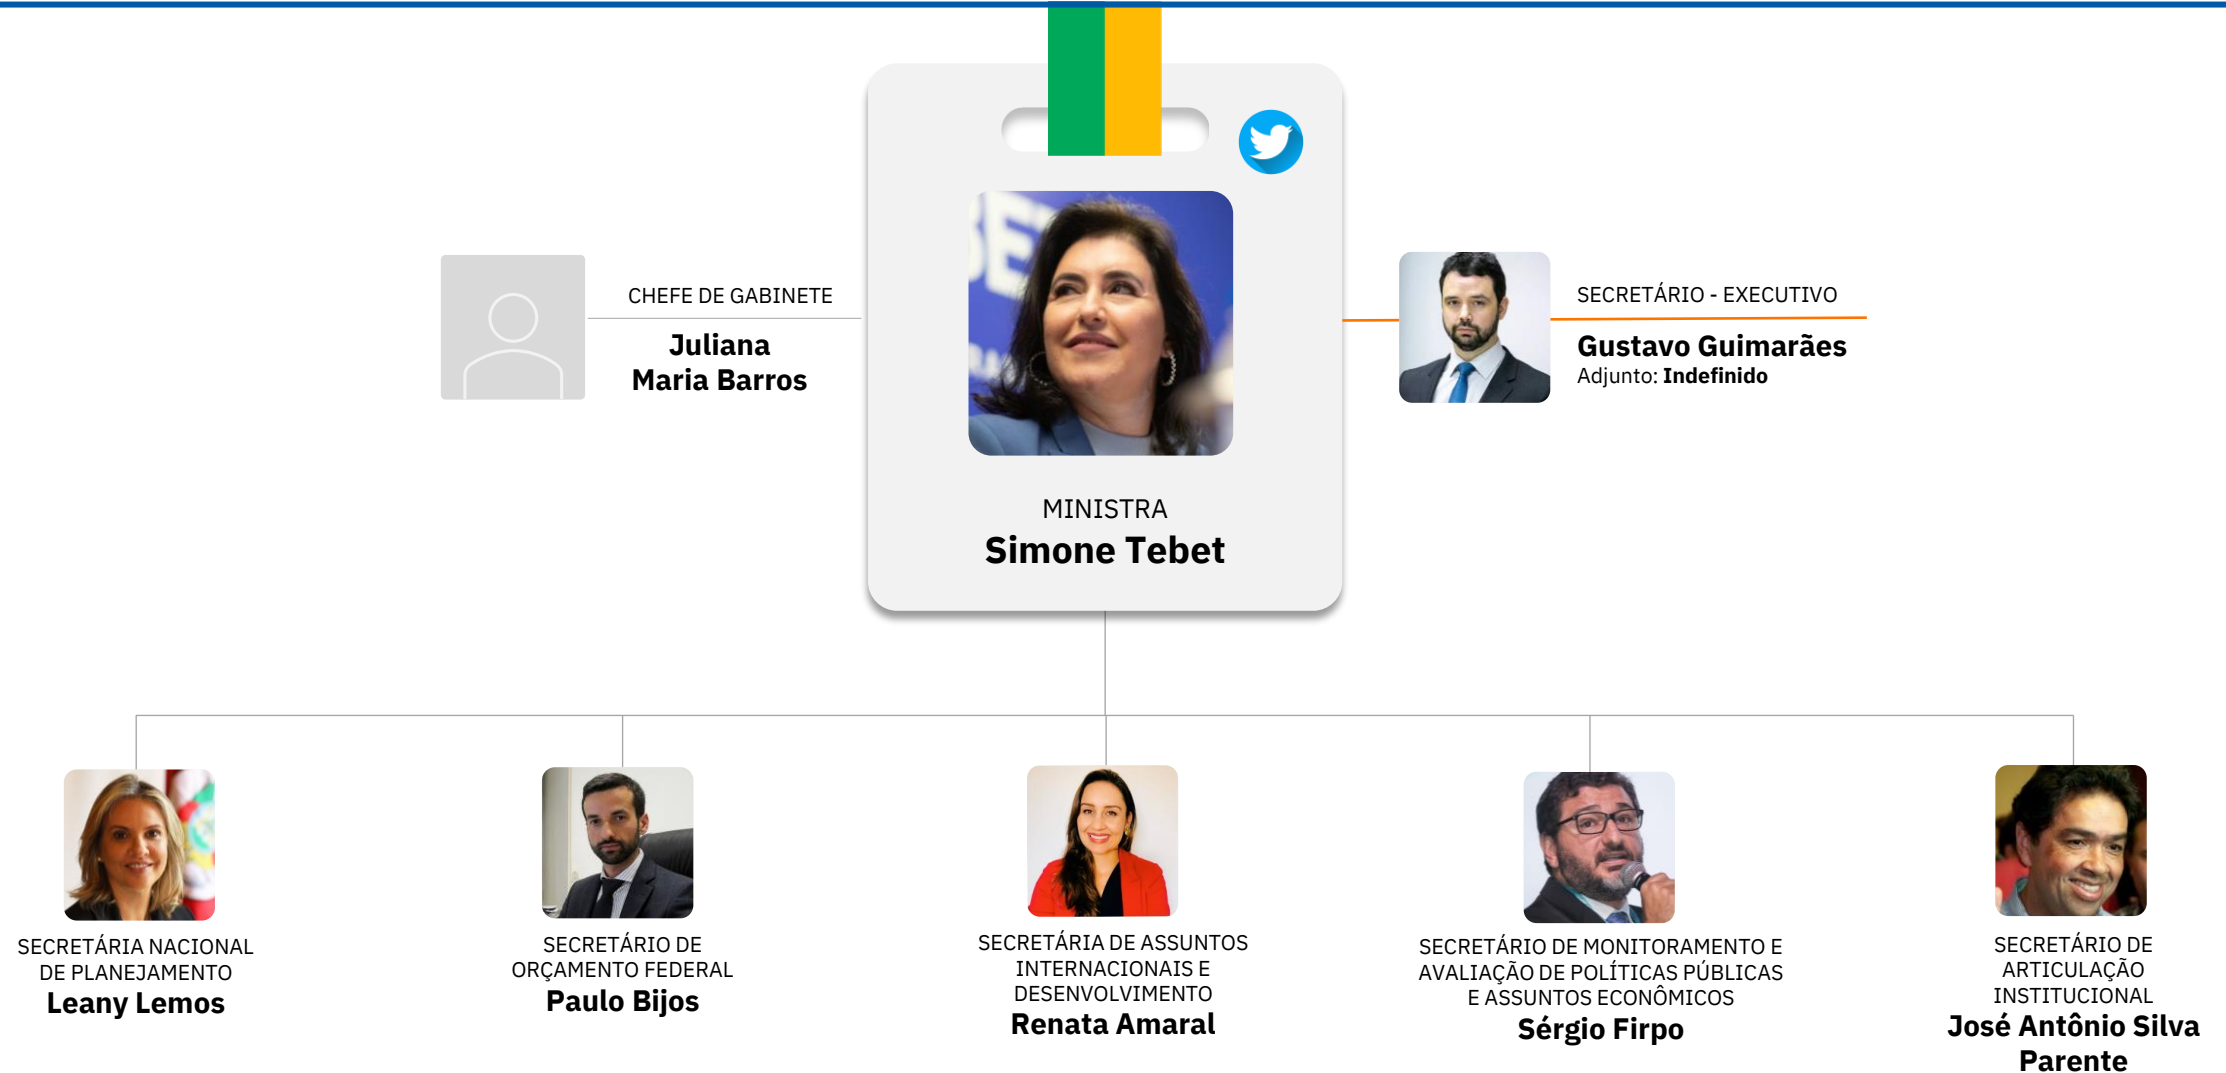 CHEFE DE GABINETE
Juliana
Maria Barros
MINISTRA
Simone Tebet
SECRETÁRIO - EXECUTIVO
Gustavo Guimarães
Adjunto: Indefinido
SECRETÁRIA NACIONAL
DE PLANEJAMENTO
Leany Lemos
SECRETÁRIO DE
ORÇAMENTO FEDERAL
Paulo Bijos
SECRETÁRIA DE ASSUNTOS
INTERNACIONAIS E
DESENVOLVIMENTO
Renata Amaral
SECRETÁRIO DE MONITORAMENTO E
AVALIAÇÃO DE POLÍTICAS PÚBLICAS
E ASSUNTOS ECONÔMICOS
Sérgio Firpo
SECRETÁRIO DE
ARTICULAÇÃO
INSTITUCIONAL
José Antônio Silva
Parente